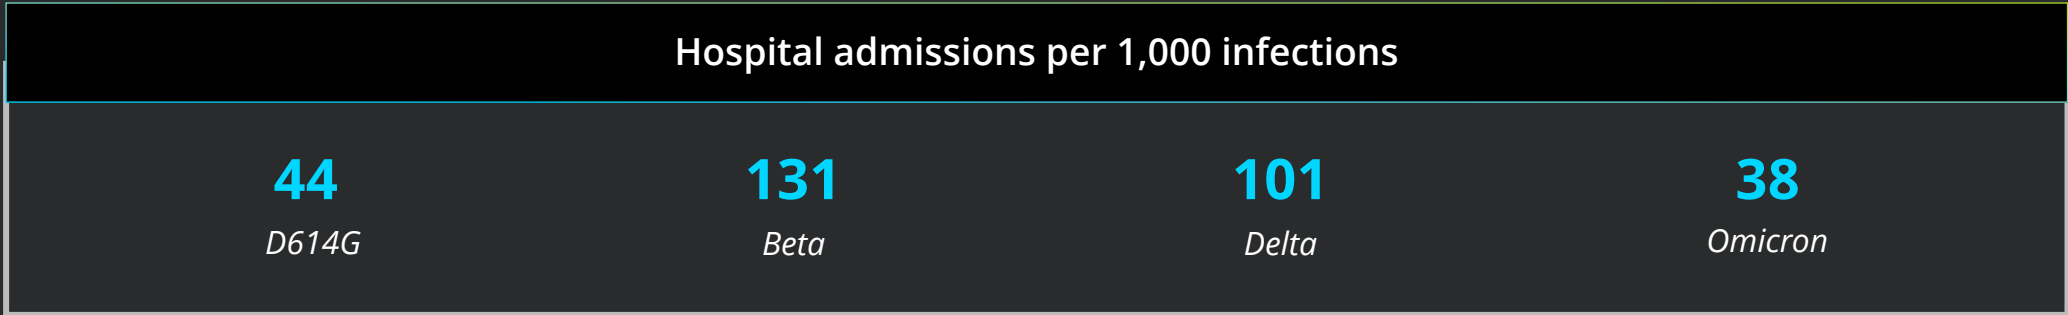 Hospital admissions per 1,000 infections
44 131 101 38
D614G Beta Delta Omicron